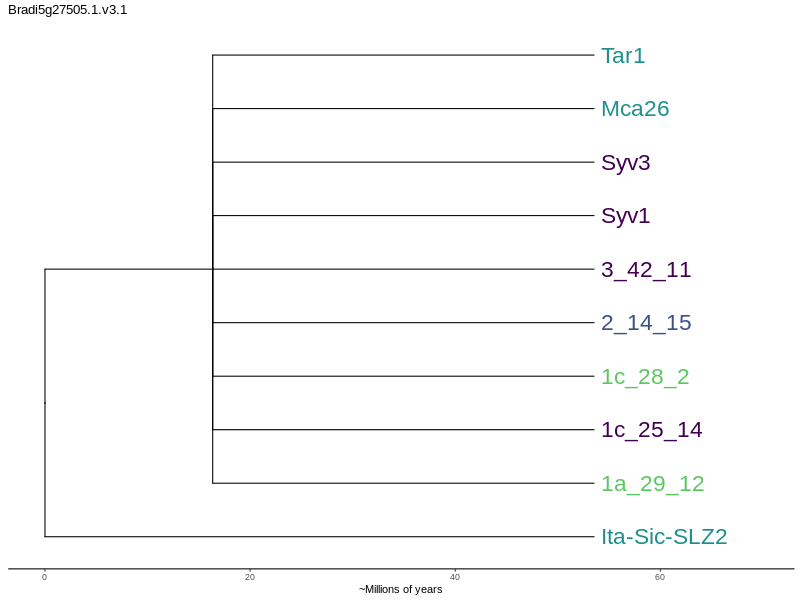 Bradi5g27505.1.v3.1
Tar1
Mca26
Syv3
Syv1
3_42_11
2_14_15
1c_28_2
1c_25_14
1a_29_12
Ita-Sic-SLZ2
0 20 40 60
~Millions of years